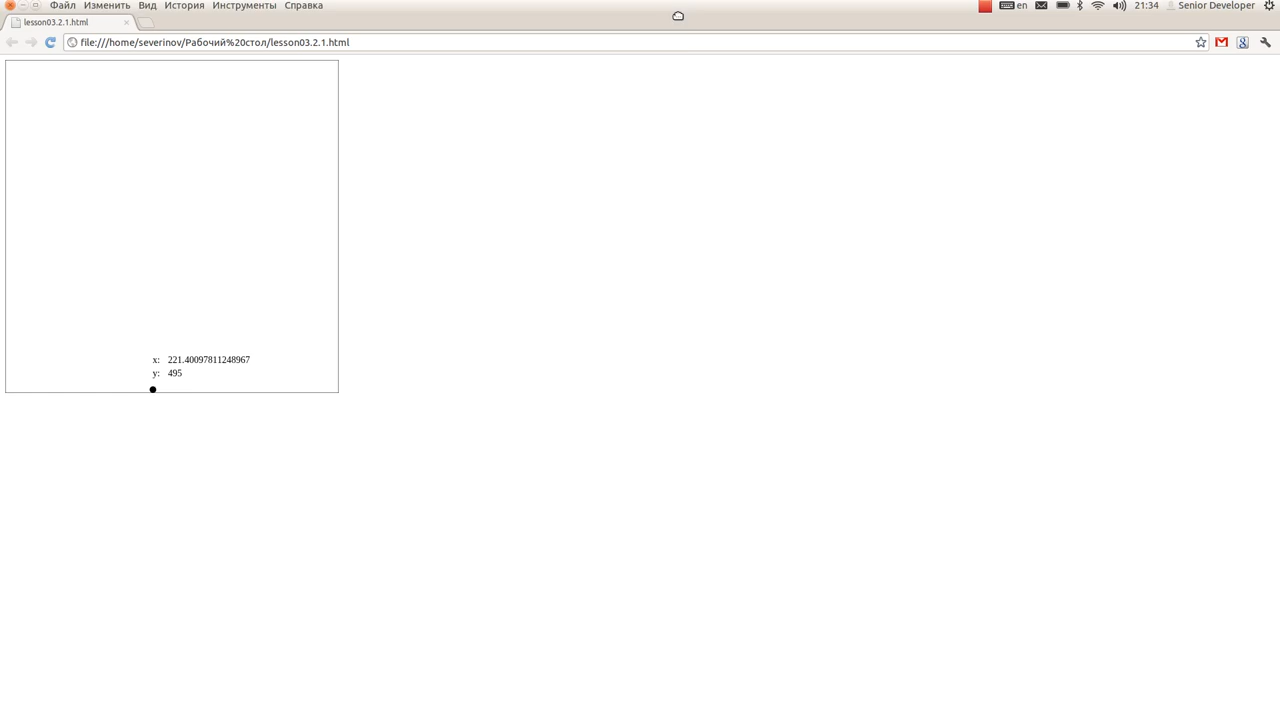 Файл Изменить Вид История Инструменты Справка
en
21:34
Senior Developer
lesson03.2.1.html
file:///home/severinov/Рабочий%20стол/lesson03.2.1.html
x: 221.40097811248967
y: 495